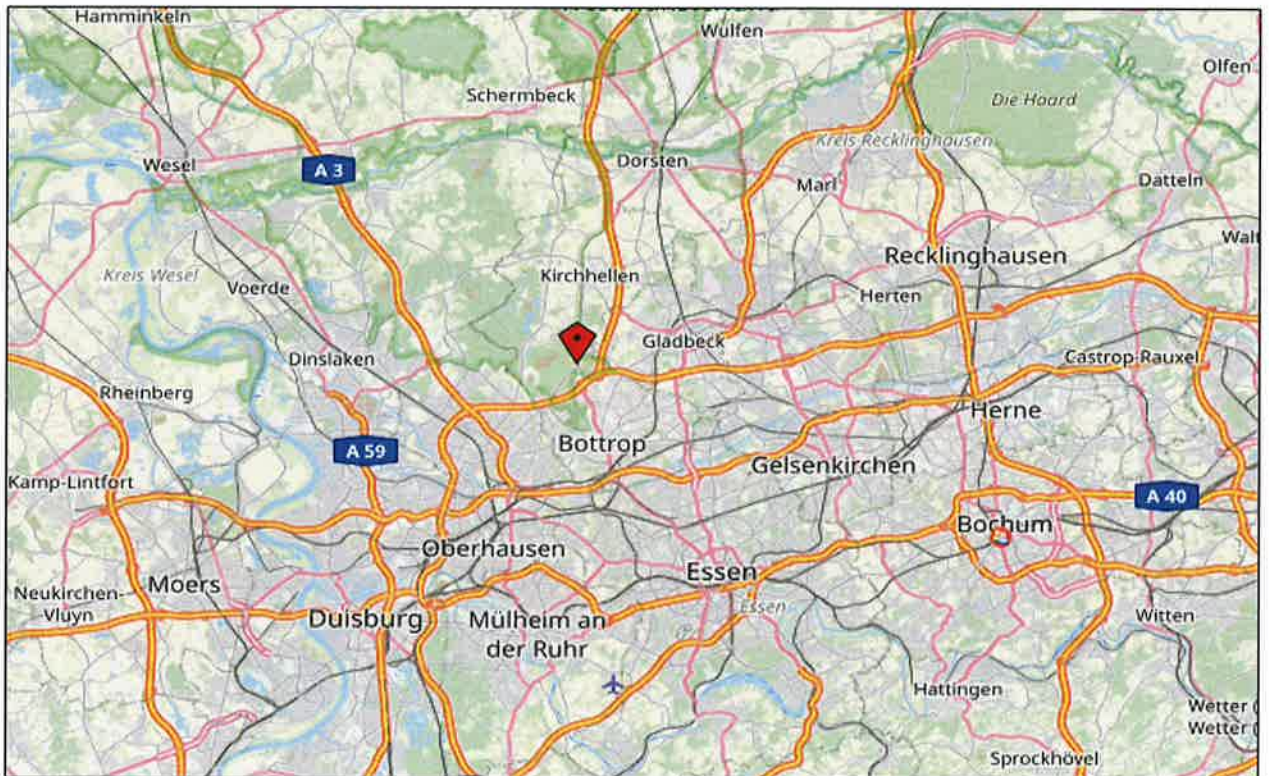 Hamminkeln
Wulfen
Olfen
Schermbeck
Die Haard
Kreis Recklinghausen
Wesel
A 3
Dorsten
Marl
Datteln
Walt
Recklinghausen
Kreis Wesel
Voerde
Kirchhellen
Herten
Gladbeck
Dinslaken
Castrop-Rauxel
Rheinberg
Herne
Bottrop
A 59
Gelsenkirchen
Kamp-Lintfort
A 40
Bochum
Oberhausen
Essen
Moers
Neukirchen-
Vluyn
Duisburg
Mülheim an
der Ruhr
Essen
Witten
Hattingen
Wetter (
Wetter (
Sprockhövel